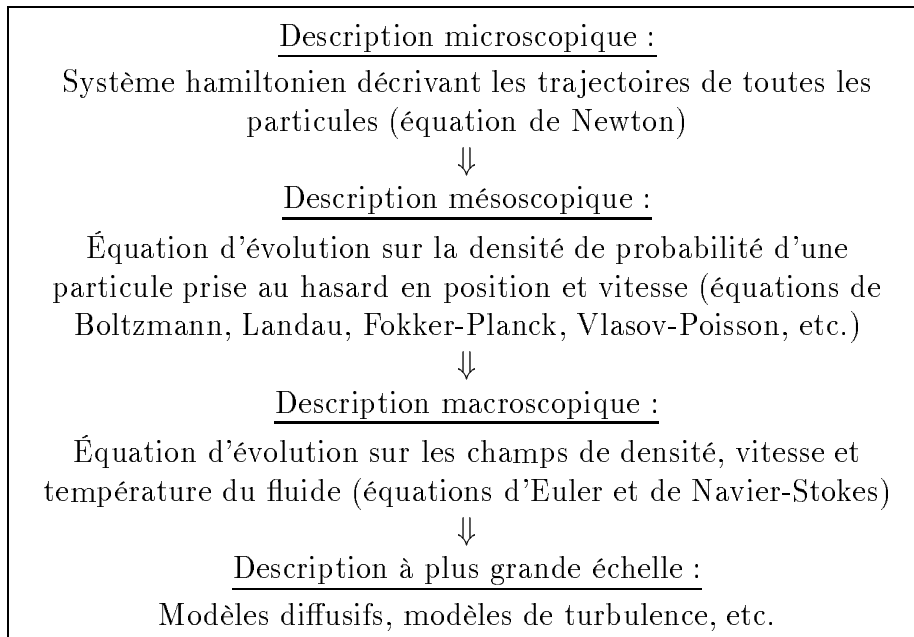 Description microscopique :
Système hamiltonien décrivant les trajectoires de toutes les
particules (équation de Newton)
⇓
Description mésoscopique :
Équation d'évolution sur la densité de probabilité d'une
particule prise au hasard en position et vitesse (équations de
Boltzmann, Landau, Fokker-Planck, Vlasov-Poisson, etc.)
⇓
Description macroscopique :
Équation d'évolution sur les champs de densité, vitesse et
température du fluide (équations d'Euler et de Navier-Stokes)
⇓
Description à plus grande échelle :
Modèles diffusifs, modèles de turbulence, etc.